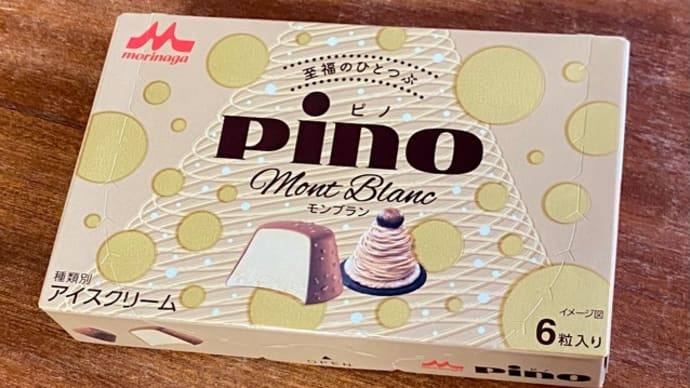 morinaga
至福のひとつぶ
ピノ
pino
Mont Blanc
モンブラン
種類別
アイスクリーム
イメージ図
6粒入り
OPEN
pino